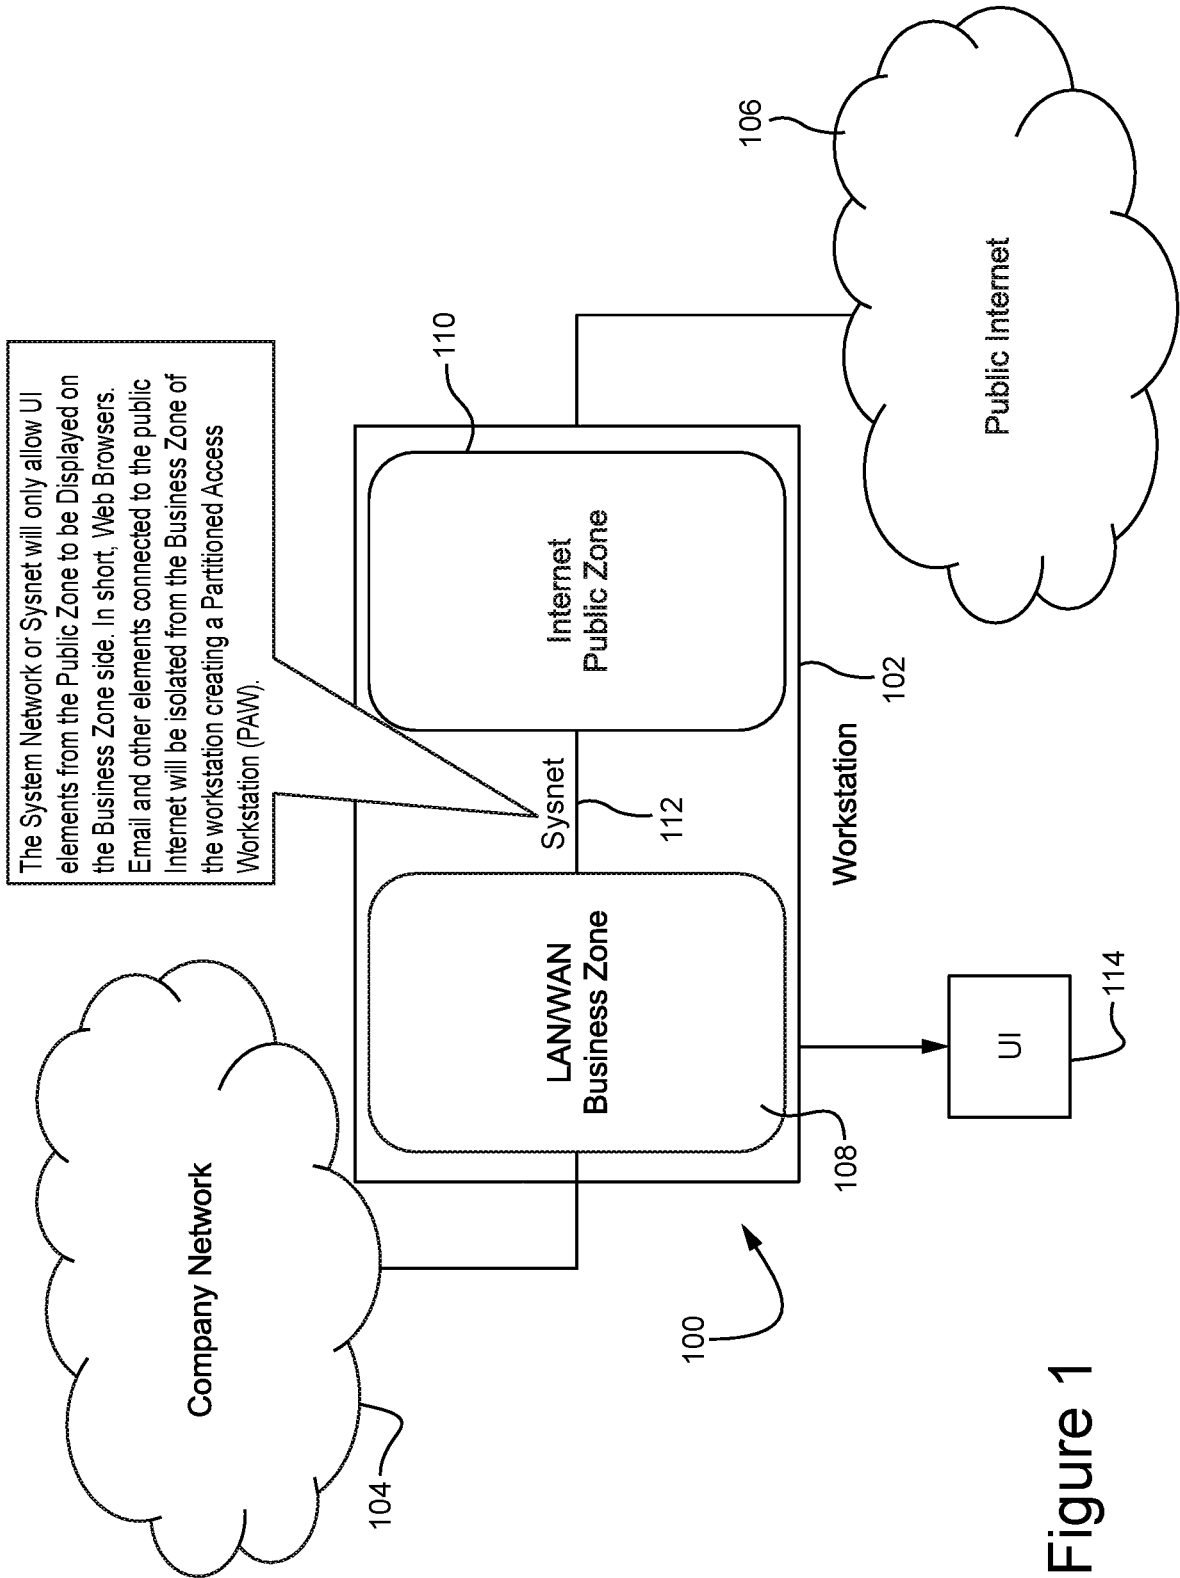 The System Network or Sysnet will only allow UI
elements from the Public Zone to be Displayed on
the Business Zone side. In short, Web Browsers.
Email and other elements connected to the public
Internet will be isolated from the Business Zone of
the workstation creating a Partitioned Access
Workstation (PAW).
Company Network
104
LAN/WAN
Business Zone
108
Sysnet
112
Internet
Public Zone
110
Workstation
102
106
Public Internet
100
UI
114
Figure 1